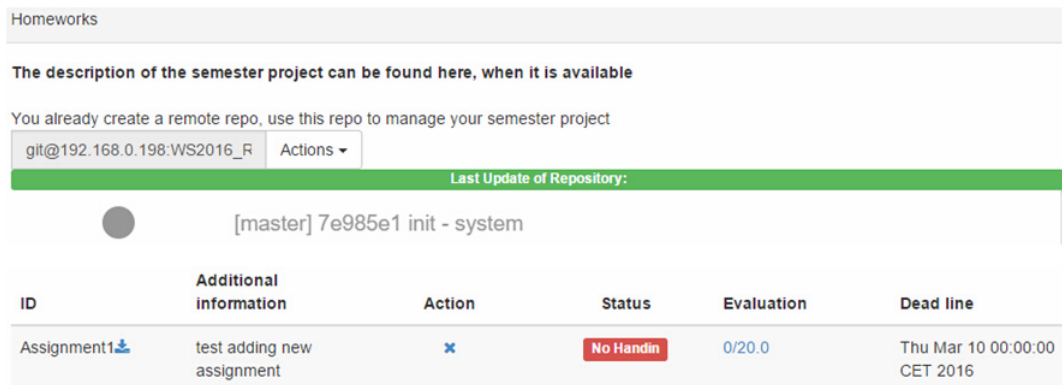 Homeworks
The description of the semester project can be found here, when it is available
You already create a remote repo, use this repo to manage your semester project
git@192.168.0.198:WS2016_R Actions
Last Update of Repository:
[master] 7e985e1 init - system
ID Additional information Action Status Evaluation Dead line
Assignment1 test adding new assignment No Handin 0/20.0 Thu Mar 10 00:00:00 CET 2016